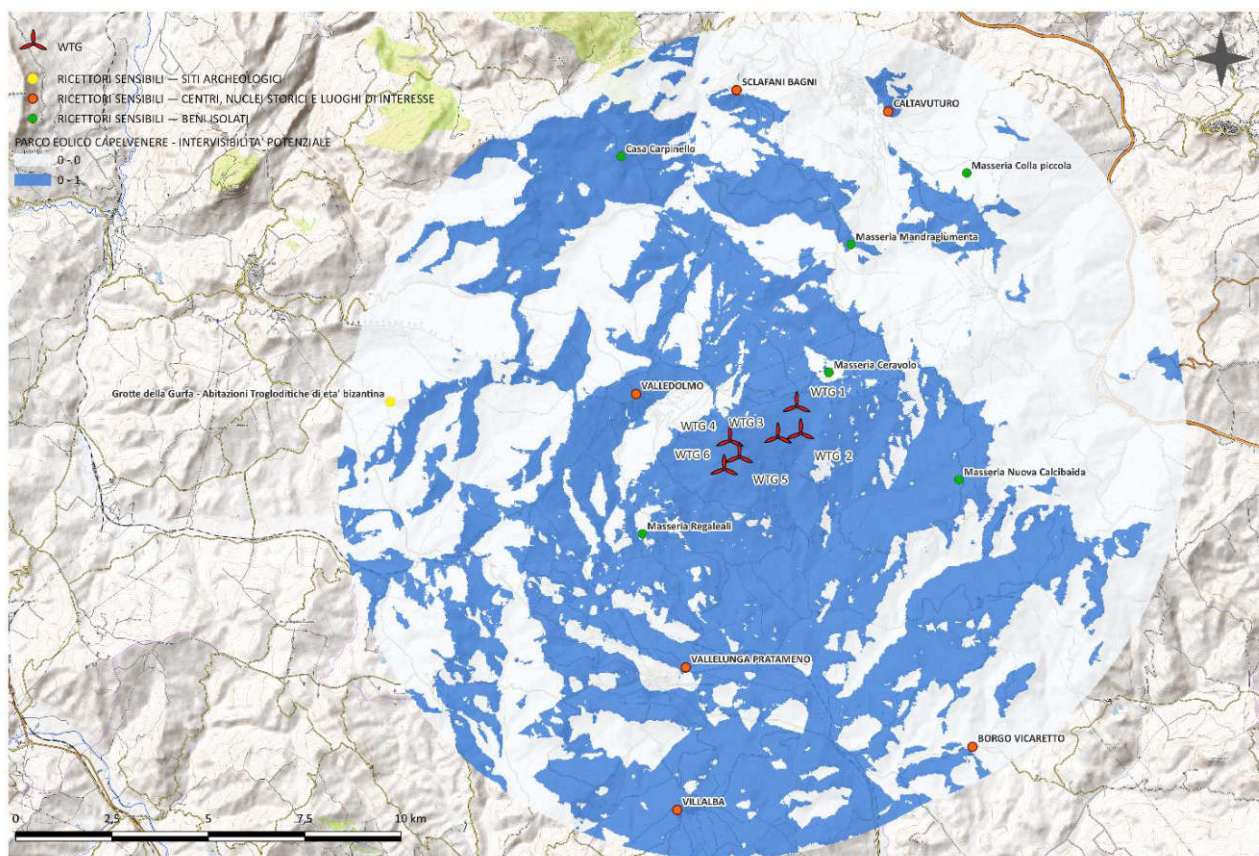 WTG
RICETTORI SENSIBILI — SITI ARCHEOLOGICI
RICETTORI SENSIBILI — CENTRI, NUCLEI STORICI E LUOGHI DI INTERESSE
RICETTORI SENSIBILI — BENI ISOLATI
PARCO EOLICO CAPELVENERE - INTERVISIBILITA' POTENZIALE
0 - 0
0 - 1
SCLAFANI BAGNI
CALTAVUTURO
Casa Carpinello
Masseria Colla piccola
Masseria Mandragiumenta
Masseria Ceravolo
VALLEDOLMO
WTG 1
Grotte della Gurfa - Abitazioni Trogloditiche di eta' bizantina
WTG 4
WTG 3
WTG 6
WTG 2
WTG 5
Masseria Nuova Calcibaida
Masseria Regaleali
VALLELUNGA PRATAMENO
BORGO VICARETTO
VILLALBA
0 2,5 5 7,5 10 km